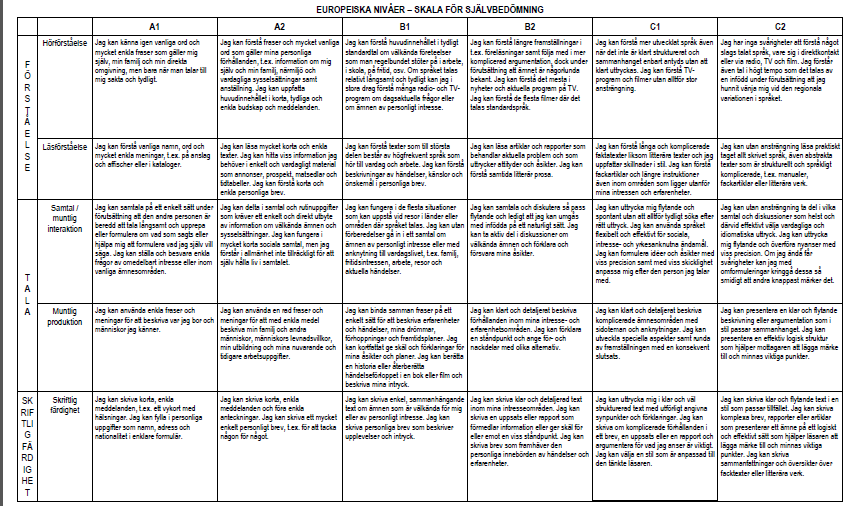 EUROPEISKA NIVÅER – SKALA FÖR SJÄLVBEDÖMNING
A1 A2 B1 B2 C1 C2
FÖRSTÅELSE
Hörförståelse
Jag kan känna igen vanliga ord och
mycket enkla fraser som gäller mig
själv, min familj och min direkta
omgivning, men bara när man talar till
mig sakta och tydligt.
Jag kan förstå fraser och mycket vanliga
ord som gäller mina personliga
förhållanden, t.ex. information om mig
själv och min familj, närmiljö och
vardagliga sysselsättningar samt
anställning. Jag kan uppfatta
huvudinnehållet i korta, tydliga och
enkla budskap och meddelanden.
Jag kan förstå huvudinnehållet i tydligt
standardtal om välkända företeelser
som man regelbundet stöter på i arbete,
i skola, på fritid, osv. Om språket talas
relativt långsamt och tydligt kan jag i
stora drag förstå många radio- och TV-
program om dagsaktuella frågor eller
om ämnen av personligt intresse.
Jag kan förstå längre framställningar i
t.ex. föreläsningar samt följa med i mer
komplicerad argumentation, dock under
förutsättning att ämnet är någorlunda
bekant. Jag kan förstå det mesta i
nyheter och aktuella program på TV.
Jag kan förstå de flesta filmer där det
talas standardspråk.
Jag kan förstå mer utvecklat språk även
när det inte är klart strukturerat och
sammanhanget enbart antyds utan att
klart uttryckas. Jag kan förstå TV-
program och filmer utan alltför stor
ansträngning.
Jag har inga svårigheter att förstå något
slags talat språk, vare sig i direktkontakt
eller via radio, TV och film. Jag förstår
även tal i högt tempo som det talas av
en infödd under förutsättning att jag
hunnit vänja mig vid den regionala
variationen i språket.
Läsförståelse
Jag kan förstå vanliga namn, ord och
mycket enkla meningar, t.ex. på anslag
och affischer eller i kataloger.
Jag kan läsa mycket korta och enkla
texter. Jag kan hitta viss information jag
behöver i enkelt och vardagligt material
som annonser, prospekt, matsedlar och
tidtabeller. Jag kan förstå korta och
enkla personliga brev.
Jag kan förstå texter som till största
delen består av högfrekvent språk som
hör till vardag och arbete. Jag kan förstå
beskrivningar av händelser, känslor och
önskemål i personliga brev.
Jag kan läsa artiklar och rapporter som
behandlar aktuella problem och som
uttrycker attityder och åsikter. Jag kan
förstå samtida litterär prosa.
Jag kan förstå långa och komplicerade
faktatexter liksom litterära texter och jag
uppfattar skillnader i stil. Jag kan förstå
fackartiklar och längre instruktioner
även inom områden som ligger utanför
mina intressen och erfarenheter.
Jag kan utan ansträngning läsa praktiskt
taget allt skrivet språk, även abstrakta
texter som är strukturellt och språkligt
komplicerade, t.ex. manualer,
fackartiklar eller litterära verk.
TALA
Samtal /
muntlig
interaktion
Jag kan samtala på ett enkelt sätt under
förutsättning att den andra personen är
beredd att tala långsamt och upprepa
eller formulera om vad som sagts eller
hjälpa mig att formulera vad jag själv vill
säga. Jag kan ställa och besvara enkla
frågor av omedelbart intresse eller inom
vanliga ämnesområden.
Jag kan delta i samtal och rutinuppgifter
som kräver ett enkelt och direkt utbyte
av information om välkända ämnen och
sysselsättningar. Jag kan fungera i
mycket korta sociala samtal, men jag
förstår i allmänhet inte tillräckligt för att
själv hålla liv i samtalet.
Jag kan fungera i de flesta situationer
som kan uppstå vid resor i länder eller
områden där språket talas. Jag kan utan
förberedelser gå in i ett samtal om
ämnen av personligt intresse eller med
anknytning till vardagslivet, t.ex. familj,
fritidsintressen, arbete, resor och
aktuella händelser.
Jag kan samtala och diskutera så pass
flytande och ledigt att jag kan umgås
med infödda på ett naturligt sätt. Jag
kan ta aktiv del i diskussioner om
välkända ämnen och förklara och
försvara mina åsikter.
Jag kan uttrycka mig flytande och
spontant utan att alltför tydligt söka efter
rätt uttryck. Jag kan använda språket
flexibelt och effektivt för sociala,
intresse- och yrkesanknutna ändamål.
Jag kan formulera idéer och åsikter med
viss precision samt med viss skicklighet
anpassa mig efter den person jag talar
med.
Jag kan utan ansträngning ta del i vilka
samtal och diskussioner som helst och
därvid effektivt välja vardagliga och
idiomatiska uttryck. Jag kan uttrycka
mig flytande och överföra nyanser med
viss precision. Om jag ändå får
svårigheter kan jag med
omformuleringar kringgå dessa så
smidigt att andra knappast märker det.
Muntlig
produktion
Jag kan använda enkla fraser och
meningar för att beskriva var jag bor och
människor jag känner.
Jag kan använda en rad fraser och
meningar för att med enkla medel
beskriva min familj och andra
människor, människors levnadsvillkor,
min utbildning och mina nuvarande och
tidigare arbetsuppgifter.
Jag kan binda samman fraser på ett
enkelt sätt för att beskriva erfarenheter
och händelser, mina drömmar,
förhoppningar och framtidsplaner. Jag
kan kortfattat ge skäl och förklaringar för
mina åsikter och planer. Jag kan berätta
en historia eller återberätta
händelseförloppet i en bok eller film och
beskriva mina intryck.
Jag kan klart och detaljerat beskriva
förhållanden inom mina intresse- och
erfarenhetsområden. Jag kan förklara
en ståndpunkt och ange för- och
nackdelar med olika alternativ.
Jag kan klart och detaljerat beskriva
komplicerade ämnesområden med
sidoteman och anknytningar. Jag kan
utveckla speciella aspekter samt runda
av framställningen med en konsekvent
slutsats.
Jag kan presentera en klar och flytande
beskrivning eller argumentation som i
stil passar sammanhanget. Jag kan
presentera en effektiv logisk struktur
som hjälper mottagaren att lägga märke
till och minnas viktiga punkter.
SKRIFTLIG FÄRDIGHET
Skriftlig
färdighet
Jag kan skriva korta, enkla
meddelanden, t.ex. ett vykort med
hälsningar. Jag kan fylla i personliga
uppgifter som namn, adress och
nationalitet i enklare formulär.
Jag kan skriva korta, enkla
meddelanden och föra enkla
anteckningar. Jag kan skriva ett mycket
enkelt personligt brev, t.ex. för att tacka
någon för något.
Jag kan skriva enkel, sammanhängande
text om ämnen som är välkända för mig
eller av personligt intresse. Jag kan
skriva personliga brev som beskriver
upplevelser och intryck.
Jag kan skriva klar och detaljerad text
inom mina intresseområden. Jag kan
skriva en uppsats eller rapport som
förmedlar information eller ger skäl för
eller emot en viss ståndpunkt. Jag kan
skriva brev som framhäver den
personliga innebörden av händelser och
erfarenheter.
Jag kan uttrycka mig i klar och väl
strukturerad text med utförligt angivna
synpunkter och förklaringar. Jag kan
skriva om komplicerade förhållanden i
ett brev, en uppsats eller en rapport och
argumentera för vad jag anser är viktigt.
Jag kan välja en stil som är anpassad till
den tänkte läsaren.
Jag kan skriva klar och flytande text i en
stil som passar tillfället. Jag kan skriva
komplexa brev, rapporter eller artiklar
som presenterar ett ämne på ett logiskt
och effektivt sätt som hjälper läsaren att
lägga märke till och minnas viktiga
punkter. Jag kan skriva
sammanfattningar och översikter över
facktexter eller litterära verk.